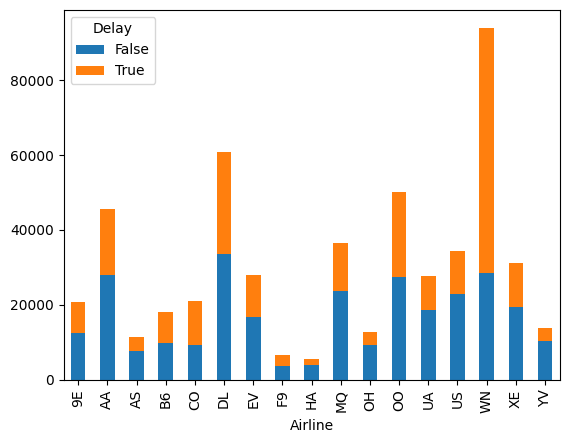 Delay
False
True
80000
60000
40000
20000
0
9E AA AS B6 CO DL EV F9 HA MQ OH OO UA US WN XE YV
Airline